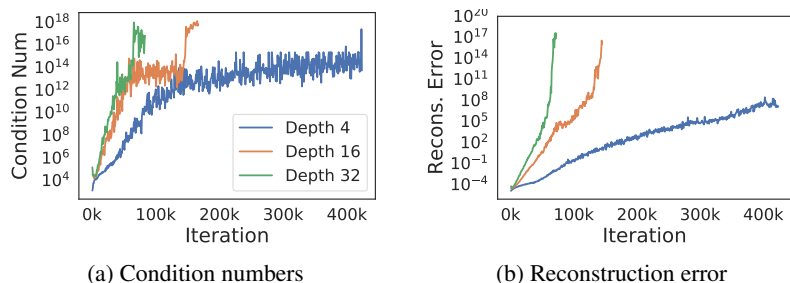 10^18
10^16
10^14
10^12
10^10
10^8
10^6
10^4
Condition Num
Depth 4
Depth 16
Depth 32
0k 100k 200k 300k 400k
Iteration
(a) Condition numbers
10^20
10^17
10^14
10^11
10^8
10^5
10^2
10^−1
10^−4
Recons. Error
0k 100k 200k 300k 400k
Iteration
(b) Reconstruction error